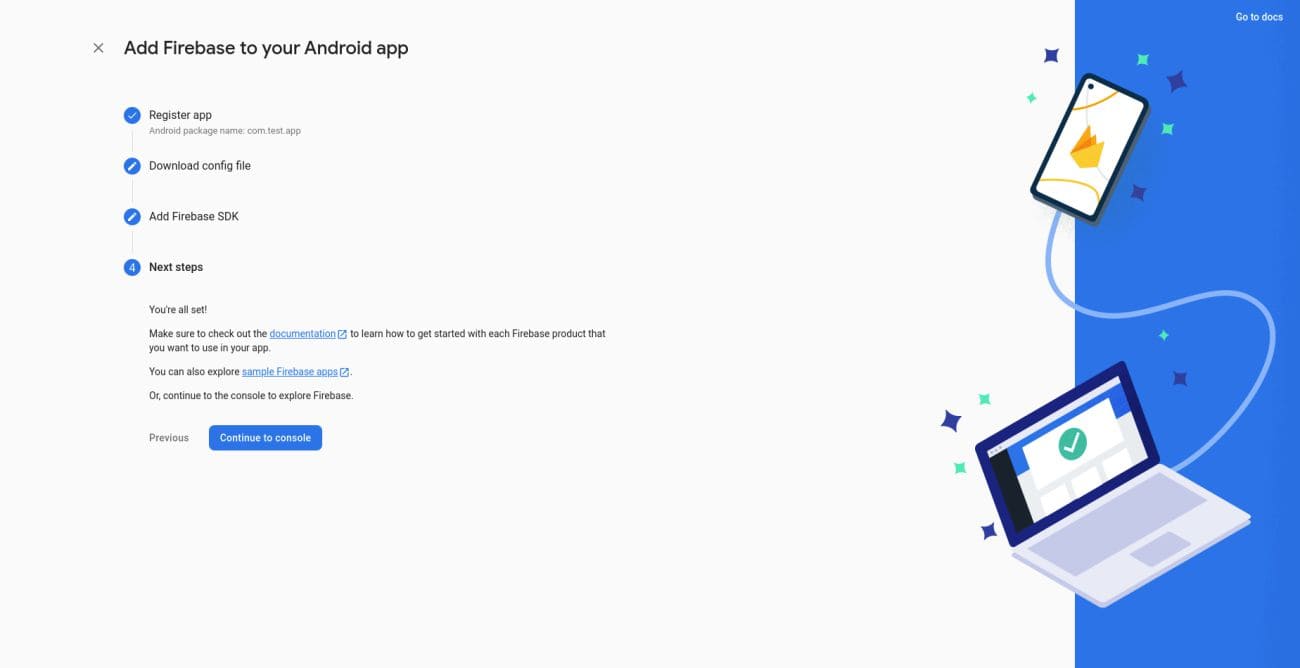 Go to docs
Add Firebase to your Android app
Register app
Android package name: com.test.app
Download config file
Add Firebase SDK
4 Next steps
You're all set!
Make sure to check out the documentation to learn how to get started with each Firebase product that
you want to use in your app.
You can also explore sample Firebase apps.
Or, continue to the console to explore Firebase.
Previous Continue to console